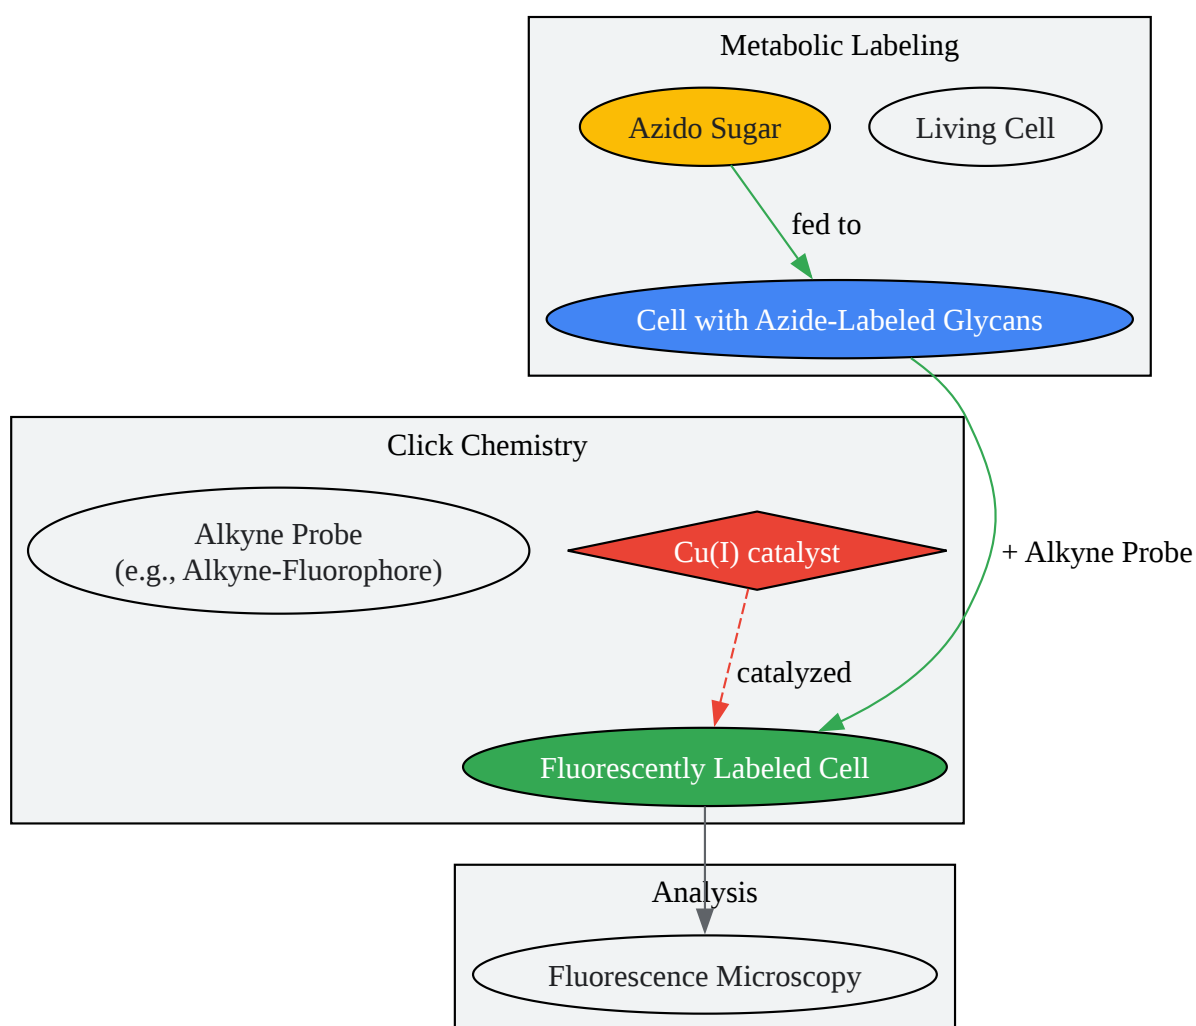 Metabolic Labeling
Azido Sugar
Living Cell
fed to
Cell with Azide-Labeled Glycans
Click Chemistry
Alkyne Probe
(e.g., Alkyne-Fluorophore)
Cu(I) catalyst
+ Alkyne Probe
catalyzed
Fluorescently Labeled Cell
Analysis
Fluorescence Microscopy